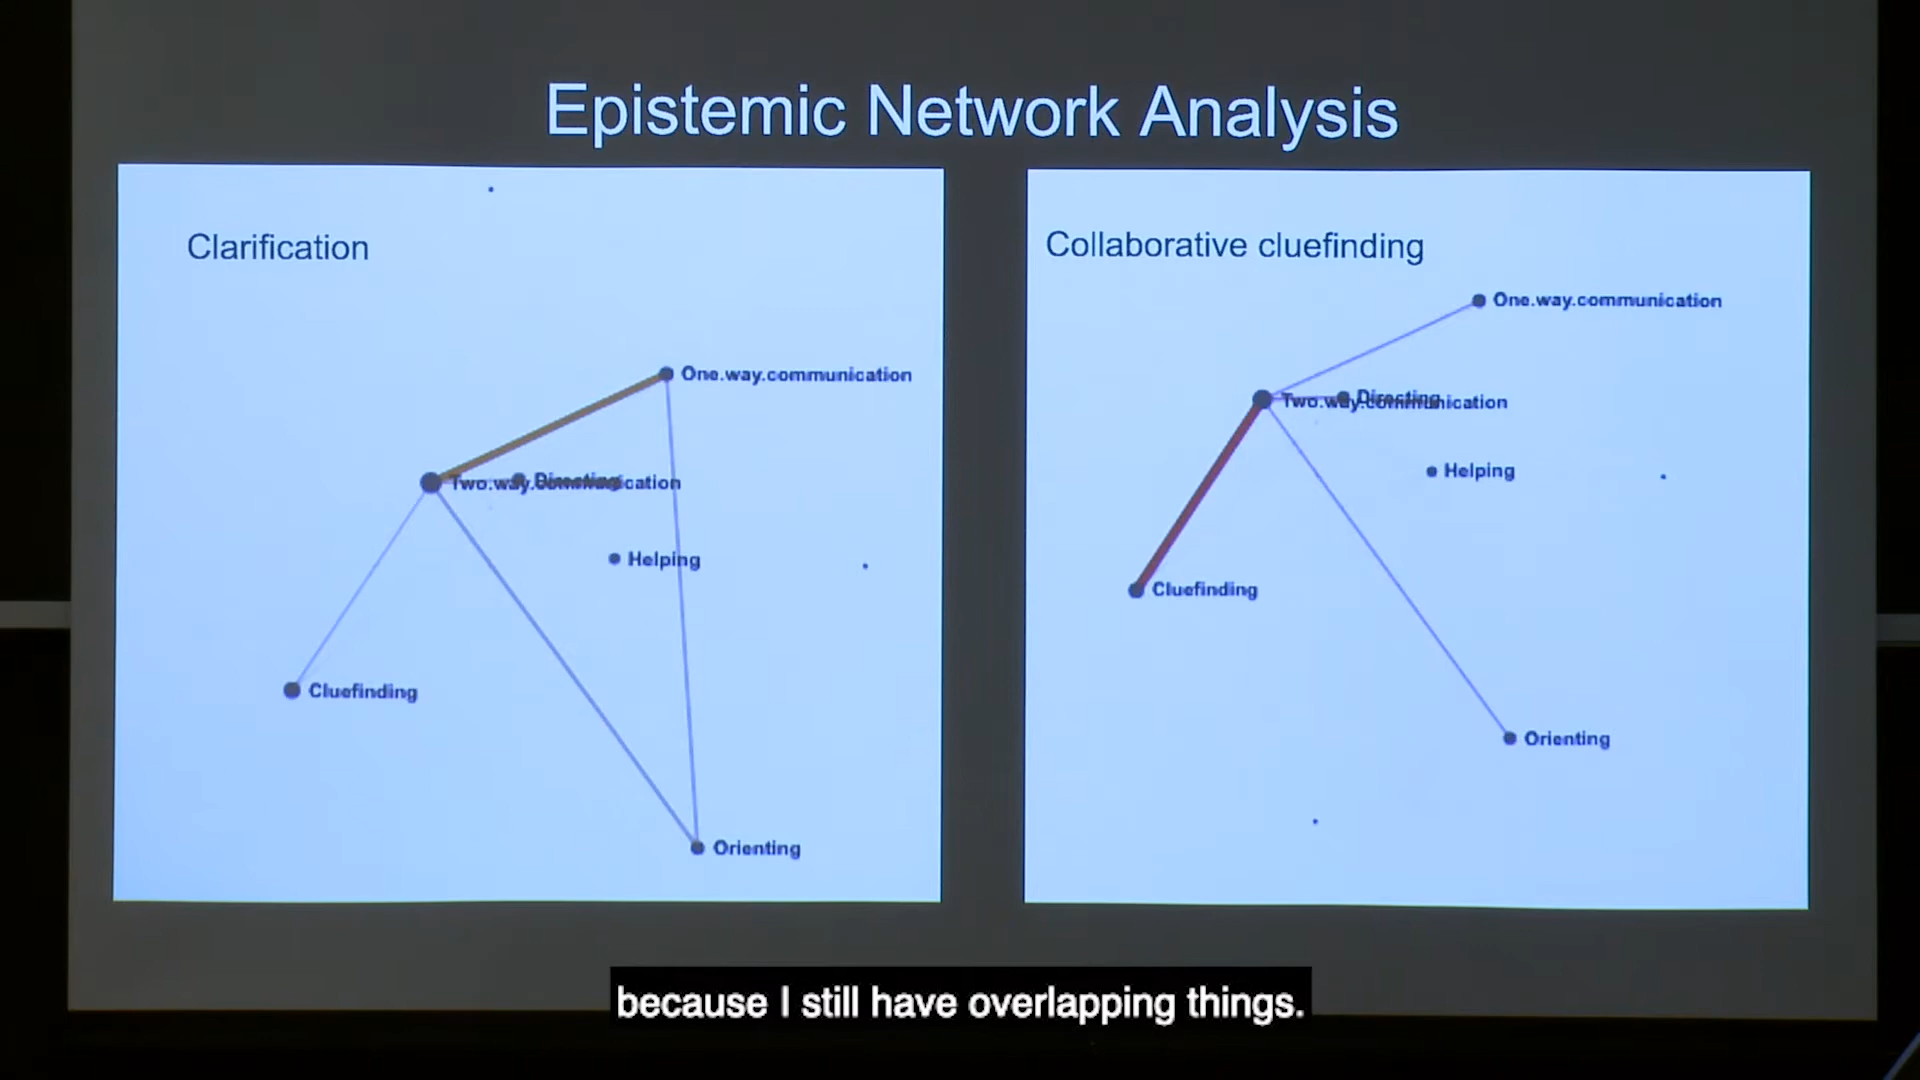 Epistemic Network Analysis
Clarification
One.way.communication
Two.way.communication
Directing
Helping
Cluefinding
Orienting
Collaborative cluefinding
One.way.communication
Two.way.communication
Directing
Helping
Cluefinding
Orienting
because I still have overlapping things.